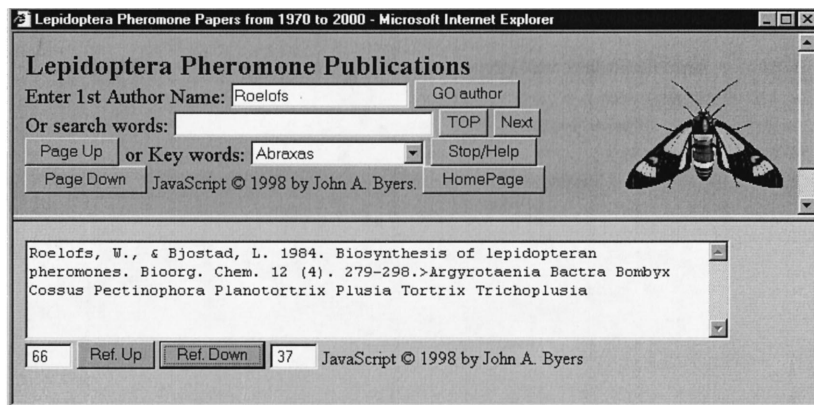 Lepidoptera Pheromone Papers from 1970 to 2000 - Microsoft Internet Explorer
Lepidoptera Pheromone Publications
Enter 1st Author Name: Roelofs GO author
Or search words: TOP Next
Page Up or Key words: Abraxas Stop/Help
Page Down JavaScript © 1998 by John A. Byers. HomePage
Roelofs, W., & Bjostad, L. 1984. Biosynthesis of lepidopteran
pheromones. Bioorg. Chem. 12 (4). 279-298.>Argyrotaenia Bactra Bombyx
Cossus Pectinophora Planotortrix Plusia Tortrix Trichoplusia
66 Ref. Up Ref. Down 37 JavaScript © 1998 by John A. Byers